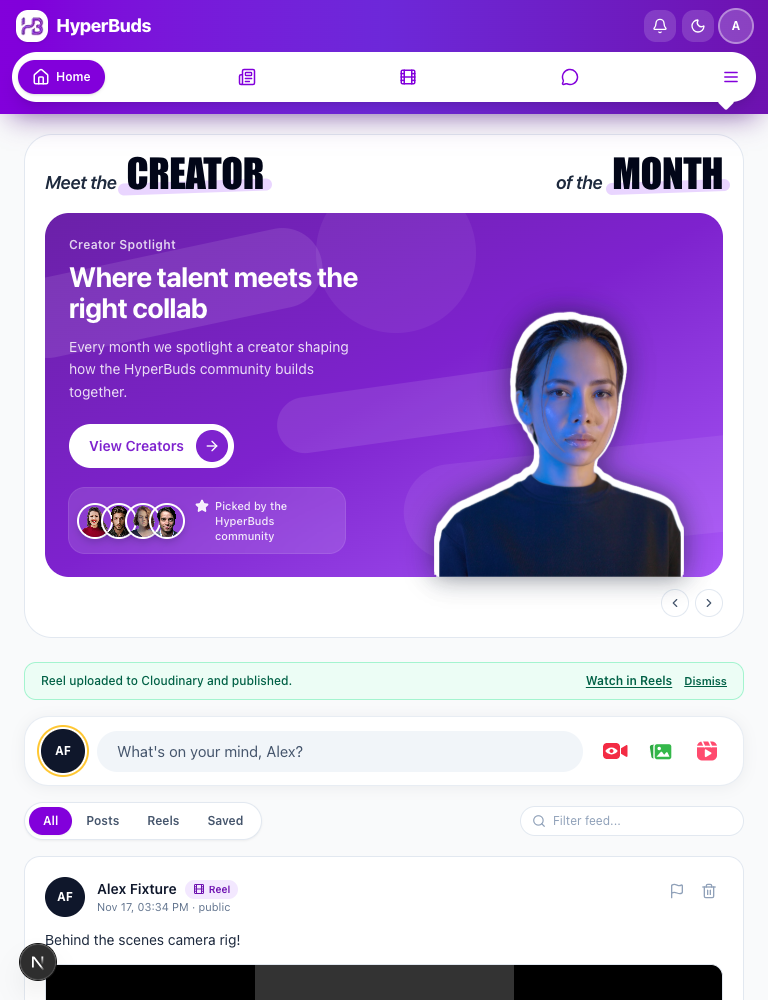 HyperBuds
A
Home
Meet the CREATOR
of the MONTH
Creator Spotlight
Where talent meets the
right collab
Every month we spotlight a creator shaping
how the HyperBuds community builds
together.
View Creators
Picked by the
HyperBuds
community
Reel uploaded to Cloudinary and published.
Watch in Reels
Dismiss
AF
What's on your mind, Alex?
All
Posts
Reels
Saved
Filter feed...
AF
Alex Fixture
Reel
Nov 17, 03:34 PM · public
Behind the scenes camera rig!
N